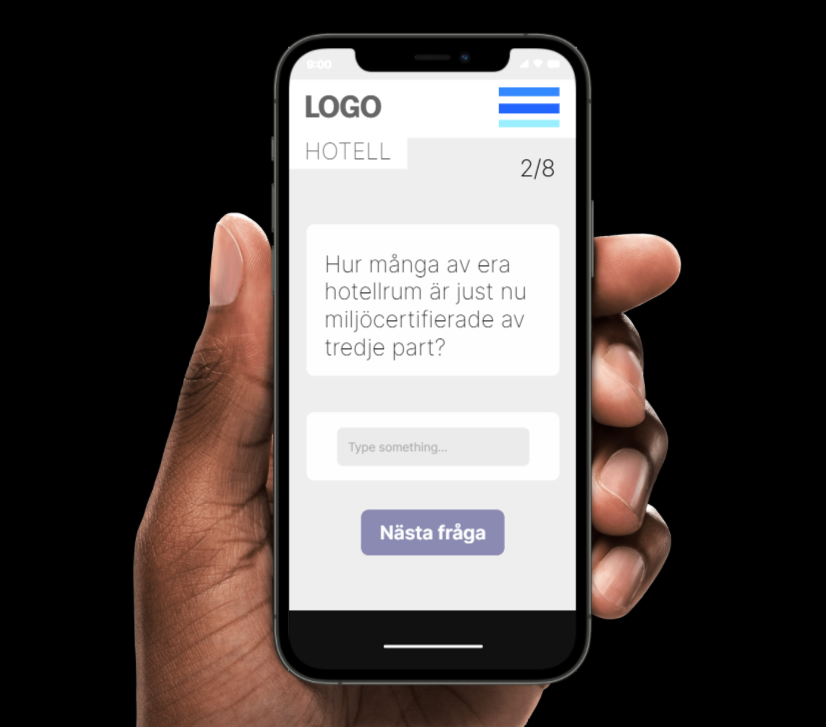 9:00
LOGO
HOTELL
2/8
Hur många av era
hotellrum är just nu
miljöcertifierade av
tredje part?
Type something...
Nästa fråga